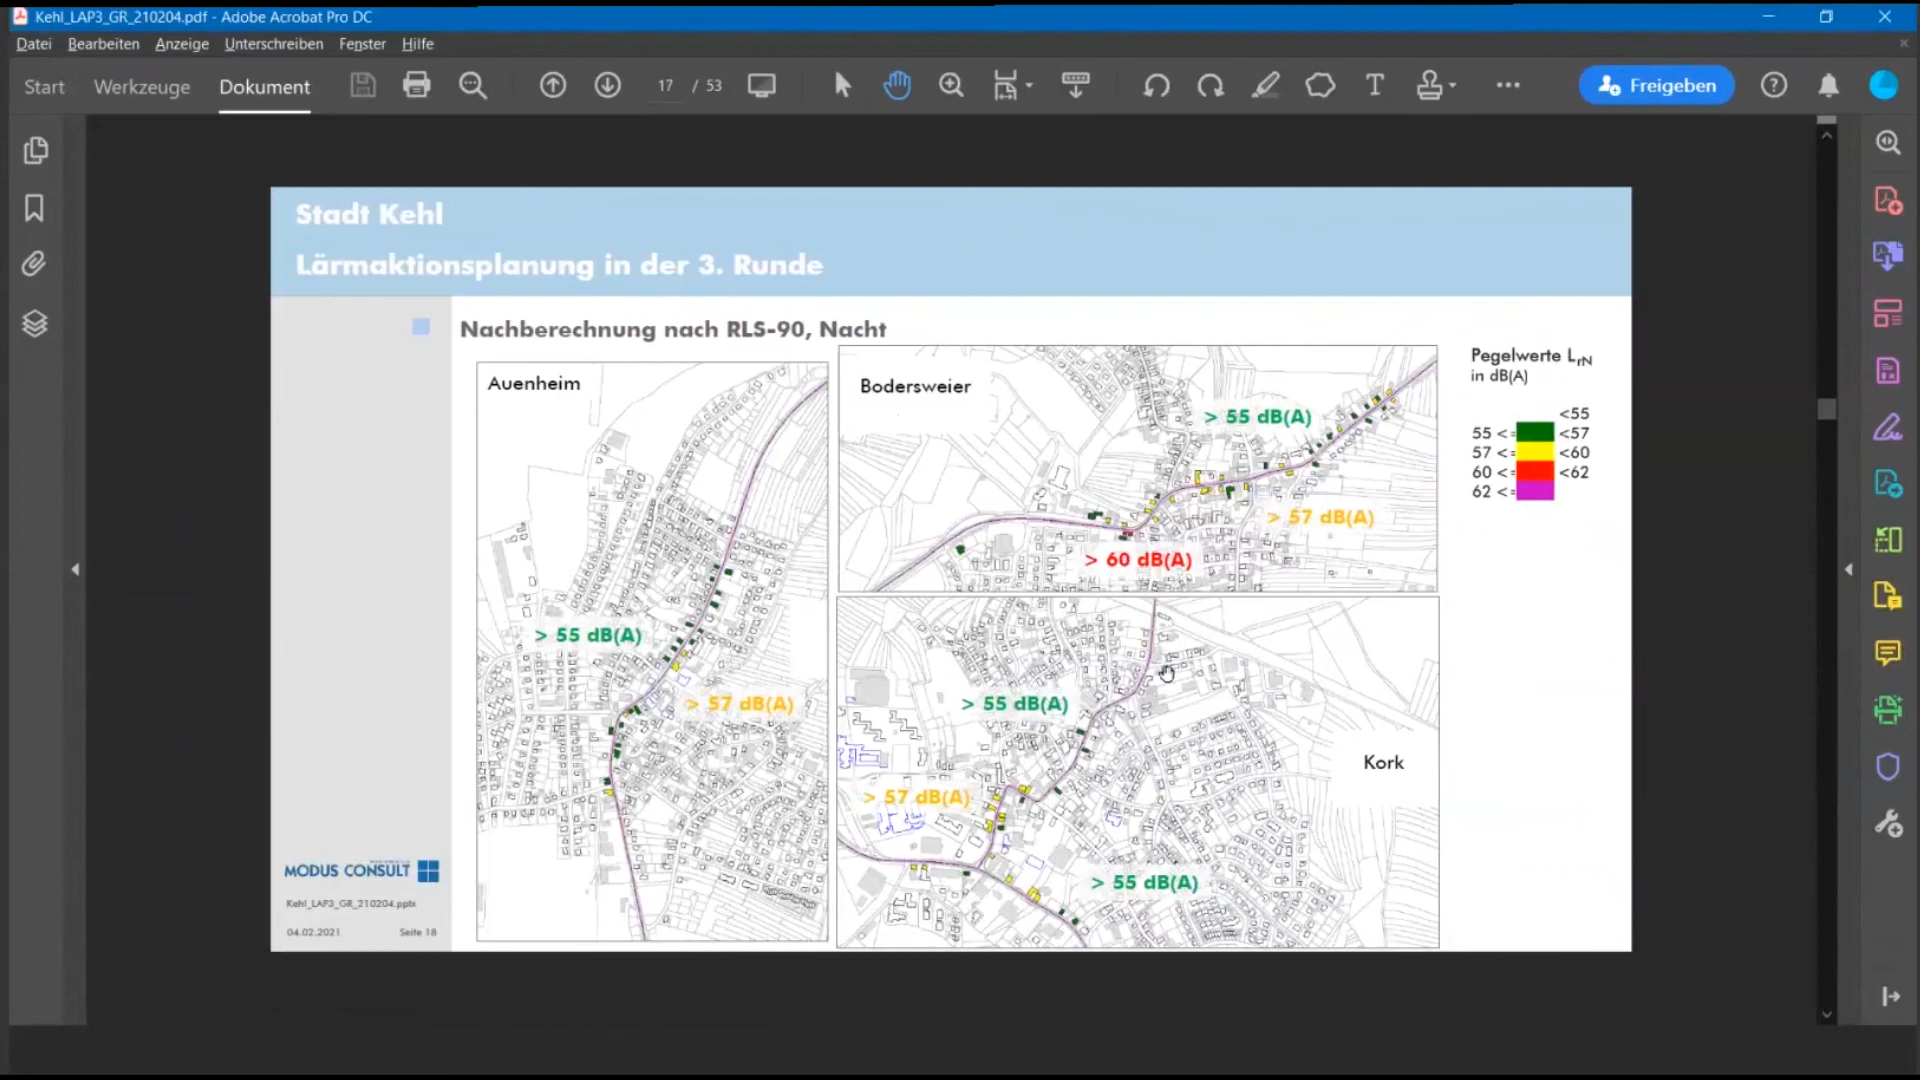 Kehl_LAP3_GR_210204.pdf - Adobe Acrobat Pro DC
Datei Bearbeiten Anzeige Unterschreiben Fenster Hilfe
Start Werkzeuge Dokument 17 / 53 Freigeben
Stadt Kehl
Lärmaktionsplanung in der 3. Runde
Nachberechnung nach RLS-90, Nacht
Auenheim
> 55 dB(A)
> 57 dB(A)
Bodersweier
> 55 dB(A)
> 57 dB(A)
> 60 dB(A)
> 55 dB(A)
Kork
> 57 dB(A)
> 55 dB(A)
Pegelwerte LrN
in dB(A)
<55
55 <= <57
57 <= <60
60 <= <62
62 <=
MODUS CONSULT
Kehl_LAP3_GR_210204.pptx
04.02.2021 Seite 18